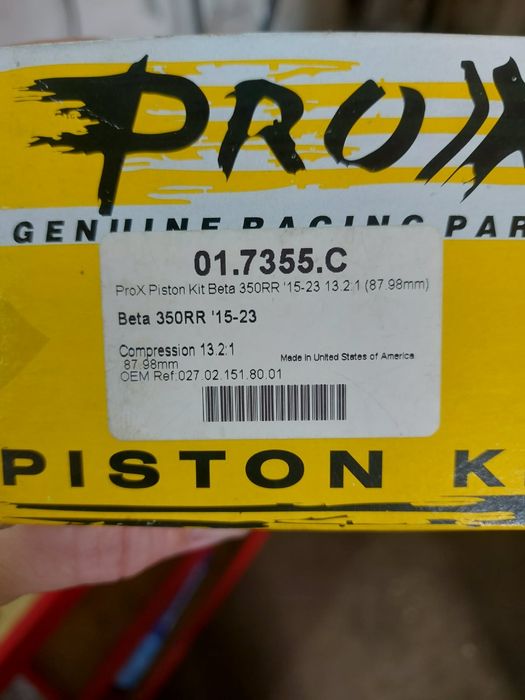 PROX
GENUINE RACING PAR
01.7355.C
ProX Piston Kit Beta 350RR '15-23 13.2:1 (87.98mm)
Beta 350RR '15-23
Compression 13.2:1
Made in United States of America
87.98mm
OEM Ref.027.02.151.80.01
PISTON K